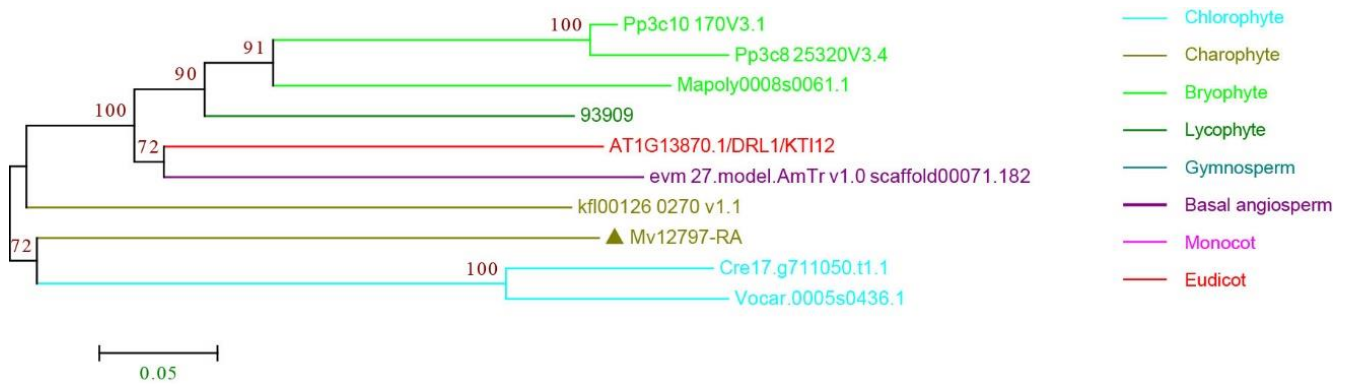 100
Pp3c10 170V3.1
Pp3c8 25320V3.4
91
Mapoly0008s0061.1
90
93909
100
72
AT1G13870.1/DRL1/KTI12
evm 27.model.AmTr v1.0 scaffold00071.182
kfl00126 0270 v1.1
72
Mv12797-RA
100
Cre17.g711050.t1.1
Vocar.0005s0436.1
0.05
Chlorophyte
Charophyte
Bryophyte
Lycophyte
Gymnosperm
Basal angiosperm
Monocot
Eudicot